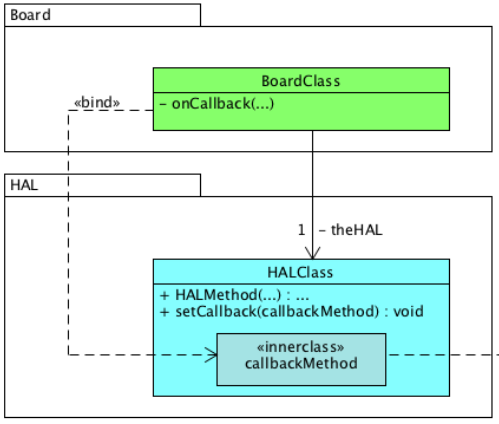 Board
BoardClass
«bind»
- onCallback(...)
HAL
1 - theHAL
HALClass
+ HALMethod(...) : ...
+ setCallback(callbackMethod) : void
«innerclass»
callbackMethod